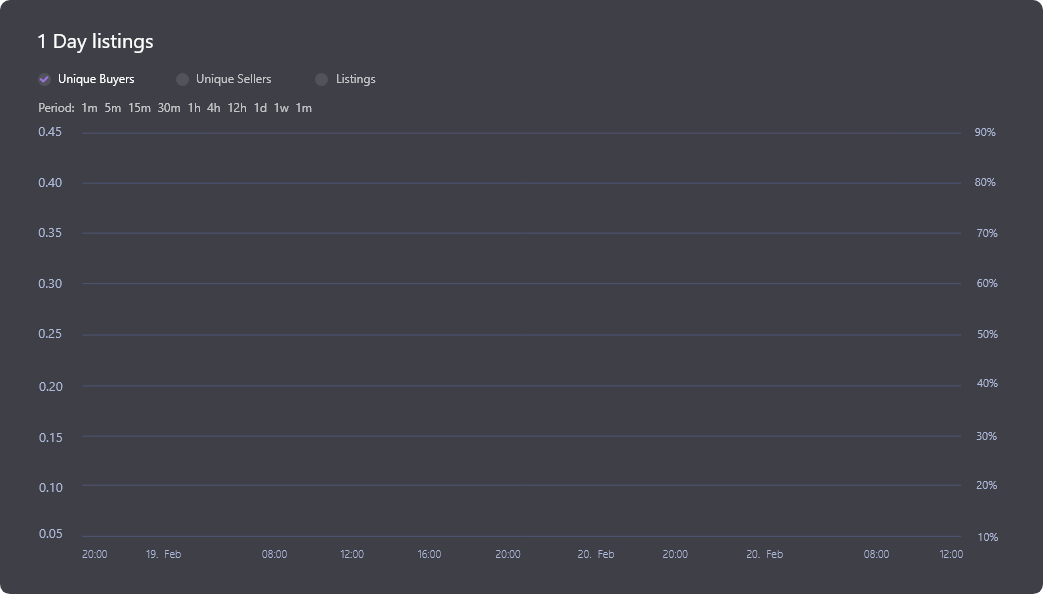 1 Day listings
Unique Buyers Unique Sellers Listings
Period: 1m 5m 15m 30m 1h 4h 12h 1d 1w 1m
0.45 90%
0.40 80%
0.35 70%
0.30 60%
0.25 50%
0.20 40%
0.15 30%
0.10 20%
0.05 10%
20:00 19. Feb 08:00 12:00 16:00 20:00 20. Feb 20:00 20. Feb 08:00 12:00